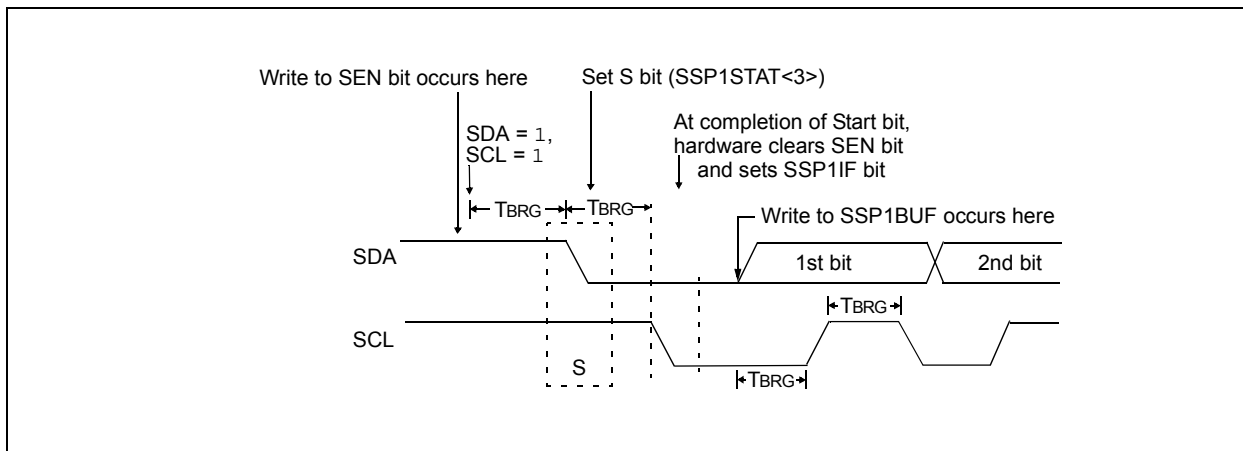 Write to SEN bit occurs here
Set S bit (SSP1STAT<3>)
SDA = 1,
SCL = 1
At completion of Start bit,
hardware clears SEN bit
and sets SSP1IF bit
TBRG
TBRG
Write to SSP1BUF occurs here
SDA
1st bit
2nd bit
TBRG
SCL
S
TBRG